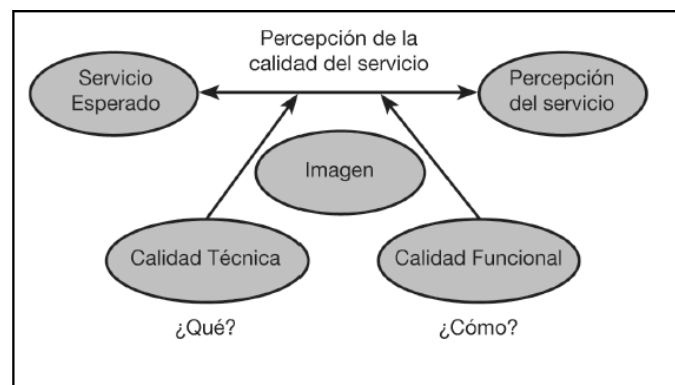 Percepción de la
calidad del servicio
Servicio
Esperado
Percepción
del servicio
Imagen
Calidad Técnica
Calidad Funcional
¿Qué?
¿Cómo?